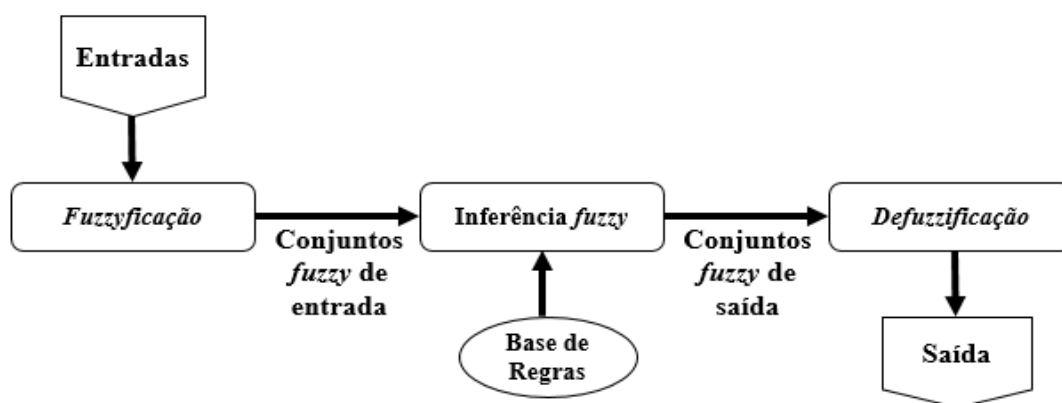 Entradas
Fuzzyficação
Conjuntos
fuzzy de
entrada
Inferência fuzzy
Conjuntos
fuzzy de
saída
Defuzzificação
Base de
Regras
Saída